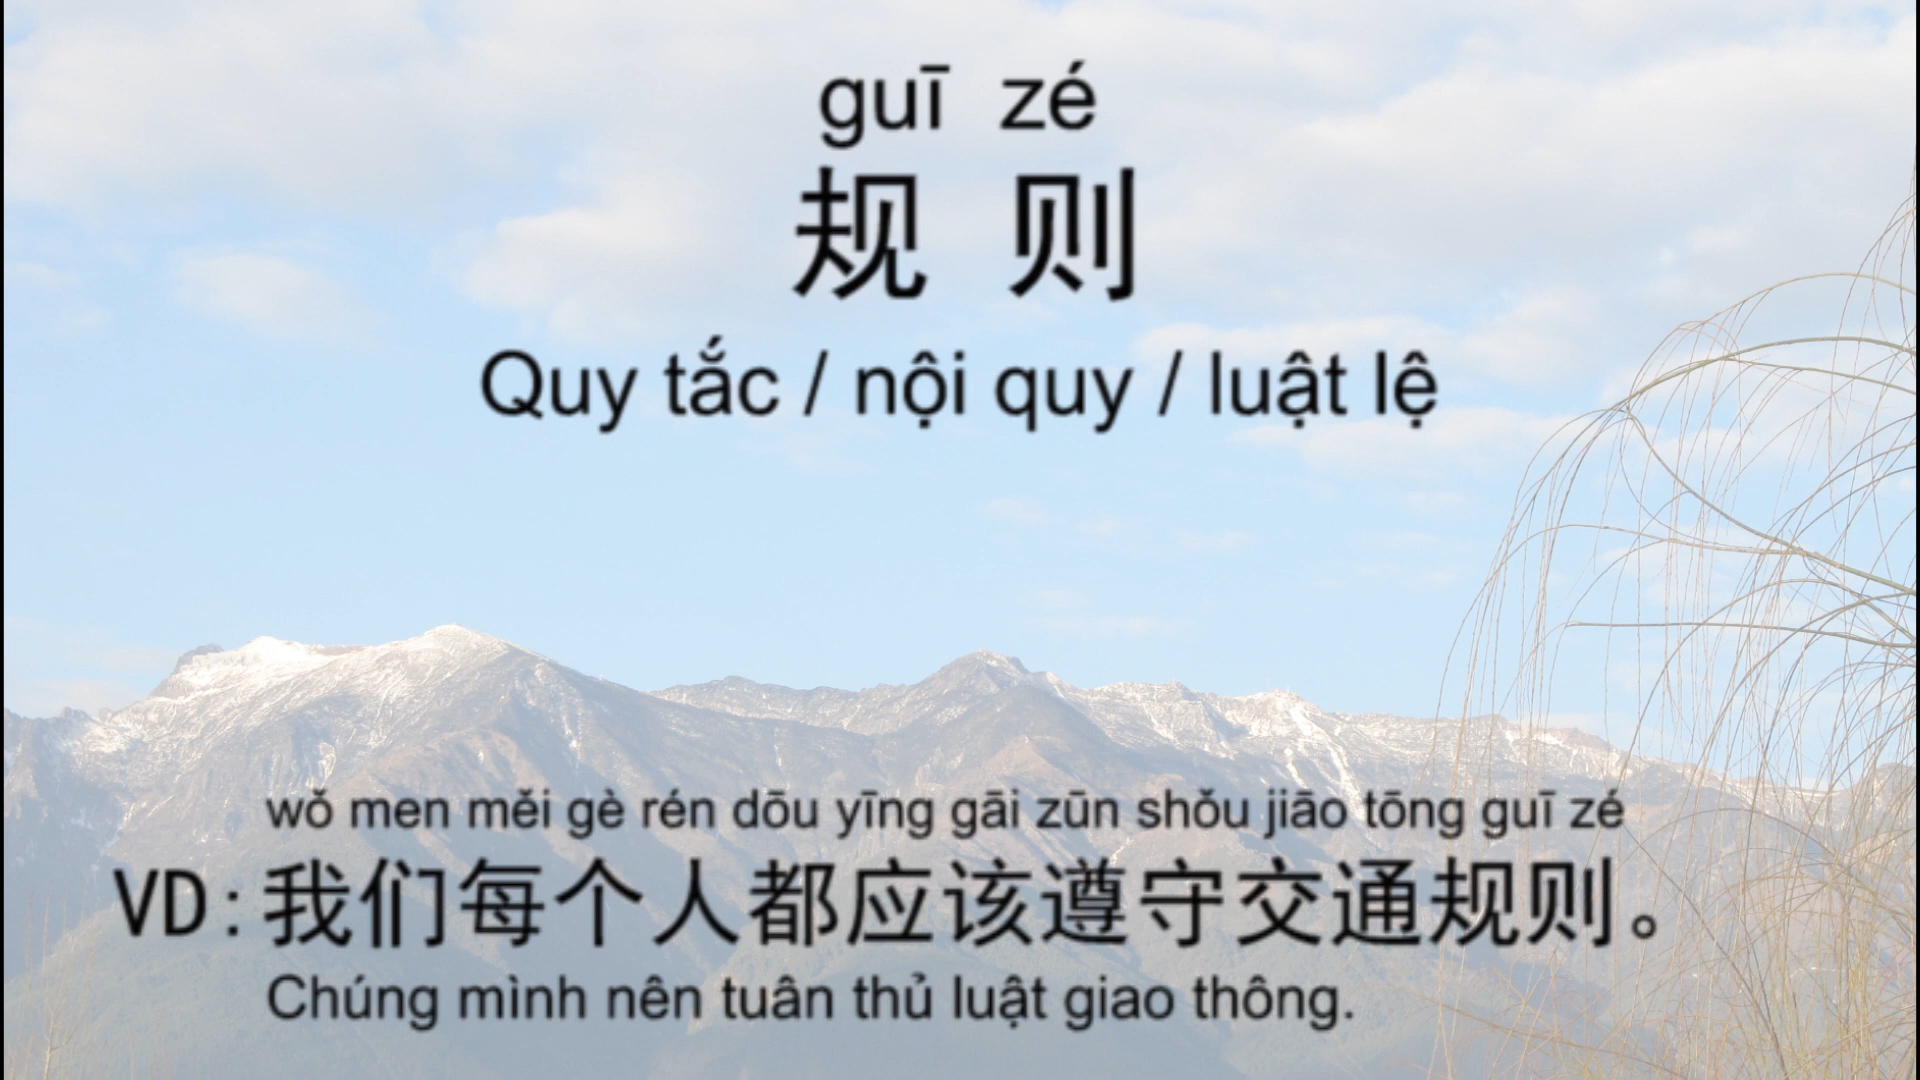 guī zé
规则
Quy tắc / nội quy / luật lệ
wǒ men měi gè rén dōu yīng gāi zūn shǒu jiāo tōng guī zé
VD:我们每个人都应该遵守交通规则。
Chúng mình nên tuân thủ luật giao thông.